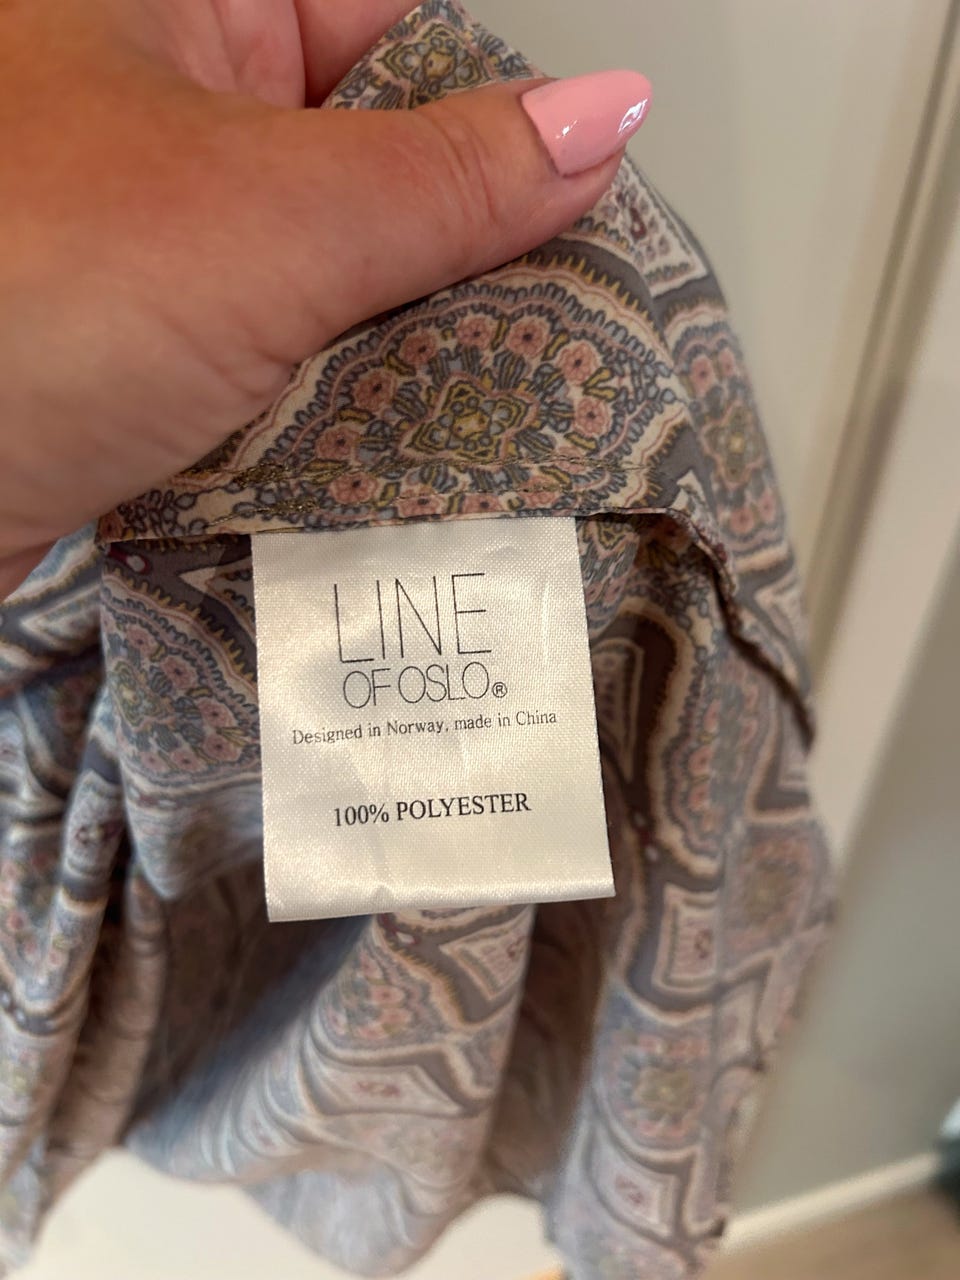 LINE
OF OSLO®
Designed in Norway, made in China
100% POLYESTER